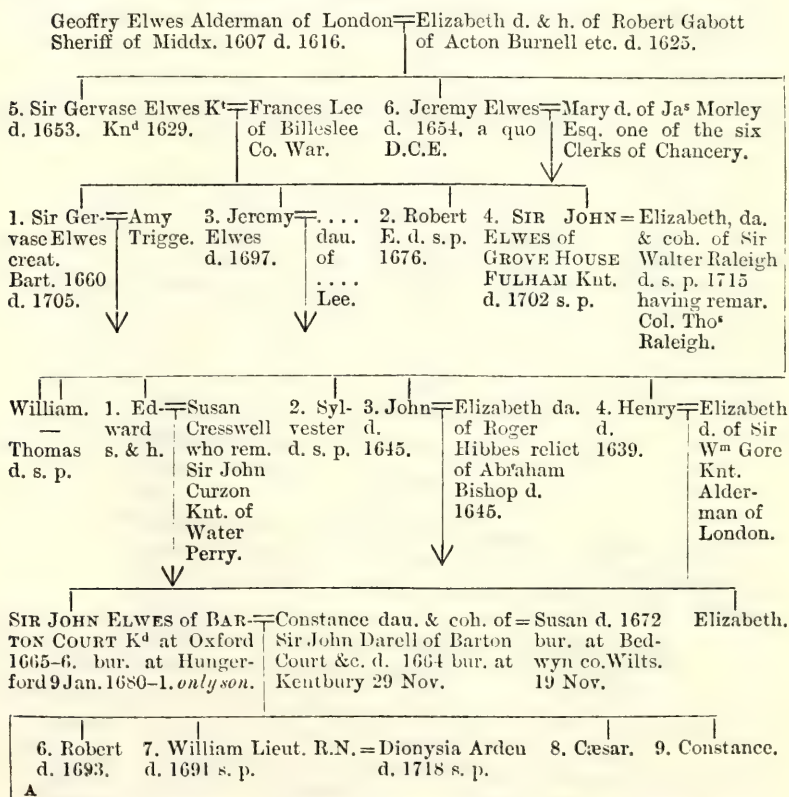 Geoffry Elwes Alderman of London Elizabeth d. & h. of Robert Gabott
Sheriff of Middx. 1607 d. 1616. of Acton Burnell etc. d. 1625.
5. Sir Gervase Elwes Kᵗ Frances Lee 6. Jeremy Elwes Mary d. of Jaˢ Morley
d. 1653. Knᵈ 1629. of Billeslee d. 1654, a quo Esq. one of the six
Co. War. D.C.E. Clerks of Chancery.
1. Sir Ger- Amy 3. Jeremy . . . . 2. Robert 4. SIR JOHN = Elizabeth, da.
vase Elwes Trigge. Elwes dau. E. d. s. p. ELWES OF & coh. of Sir
creat. d. 1697. of 1676. GROVE HOUSE Walter Raleigh
Bart. 1660 . . . . FULHAM Knt. d. s. p. 1715
d. 1705. Lee. d. 1702 s. p. having remar.
Col. Thoˢ
Raleigh.
William. 1. Ed- Susan 2. Syl- 3. John Elizabeth da. 4. Henry Elizabeth
— ward Cresswell vester d. of Roger d. d. of Sir
Thomas s. & h. who rem. d. s. p. 1645. Hibbes relict 1639. Wᵐ Gore
d. s. p. Sir John of Abraham Knt.
Curzon Bishop d. Alder-
Knt. of 1645. man of
Water London.
Perry.
SIR JOHN ELWES OF BAR- Constance dau. & coh. of = Susan d. 1672 Elizabeth.
TON COURT Kᵈ at Oxford Sir John Darell of Barton bur. at Bed-
1665–6. bur. at Hunger- Court &c. d. 1664 bur. at wyn co. Wilts.
ford 9 Jan. 1680–1. only son. Kentbury 29 Nov. 19 Nov.
6. Robert 7. William Lieut. R.N. = Dionysia Arden 8. Cæsar. 9. Constance.
d. 1693. d. 1691 s. p. d. 1718 s. p.
A